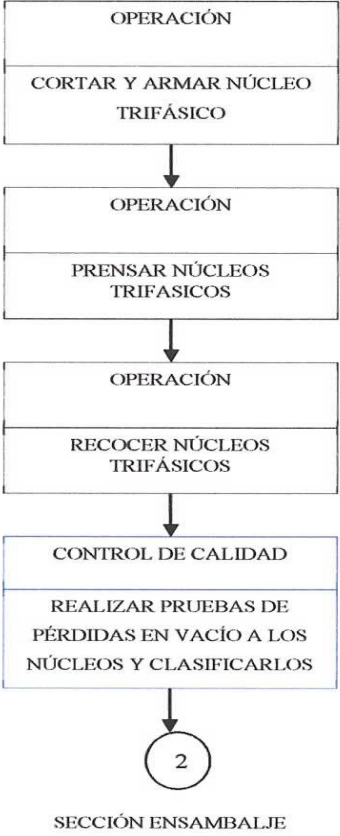 OPERACIÓN
CORTAR Y ARMAR NÚCLEO
TRIFÁSICO
OPERACIÓN
PRENSAR NÚCLEOS
TRIFASICOS
OPERACIÓN
RECOCER NÚCLEOS
TRIFÁSICOS
CONTROL DE CALIDAD
REALIZAR PRUEBAS DE
PÉRDIDAS EN VACÍO A LOS
NÚCLEOS Y CLASIFICARLOS
2
SECCIÓN ENSAMBALJE